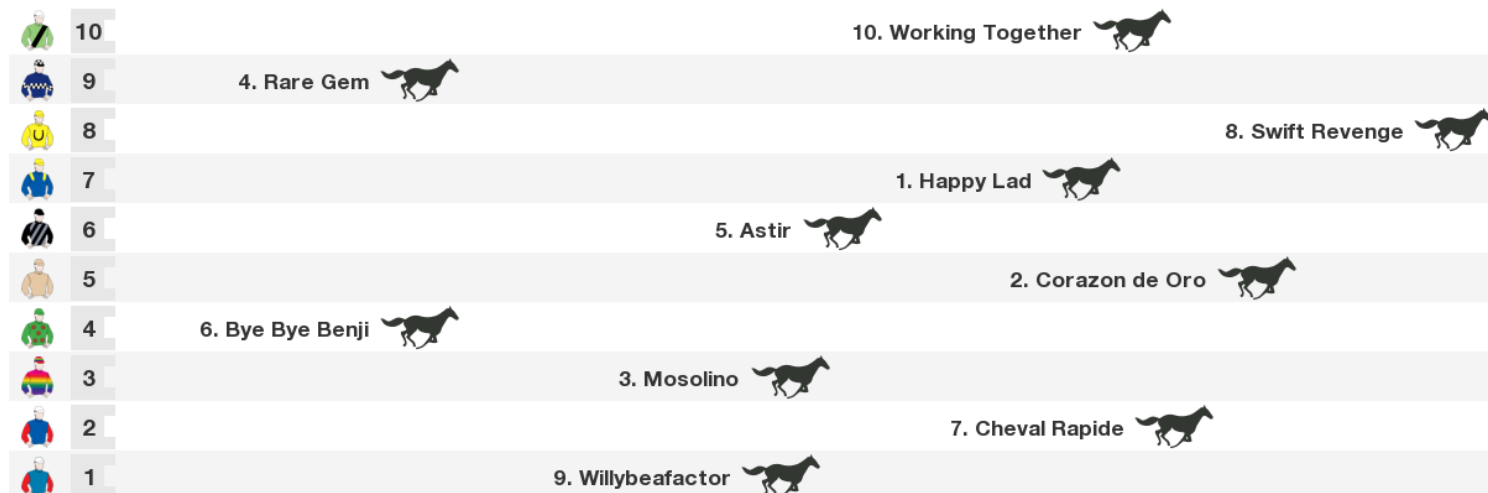 10 10. Working Together
9 4. Rare Gem
8 8. Swift Revenge
7 1. Happy Lad
6 5. Astir
5 2. Corazon de Oro
4 6. Bye Bye Benji
3 3. Mosolino
2 7. Cheval Rapide
1 9. Willybeafactor